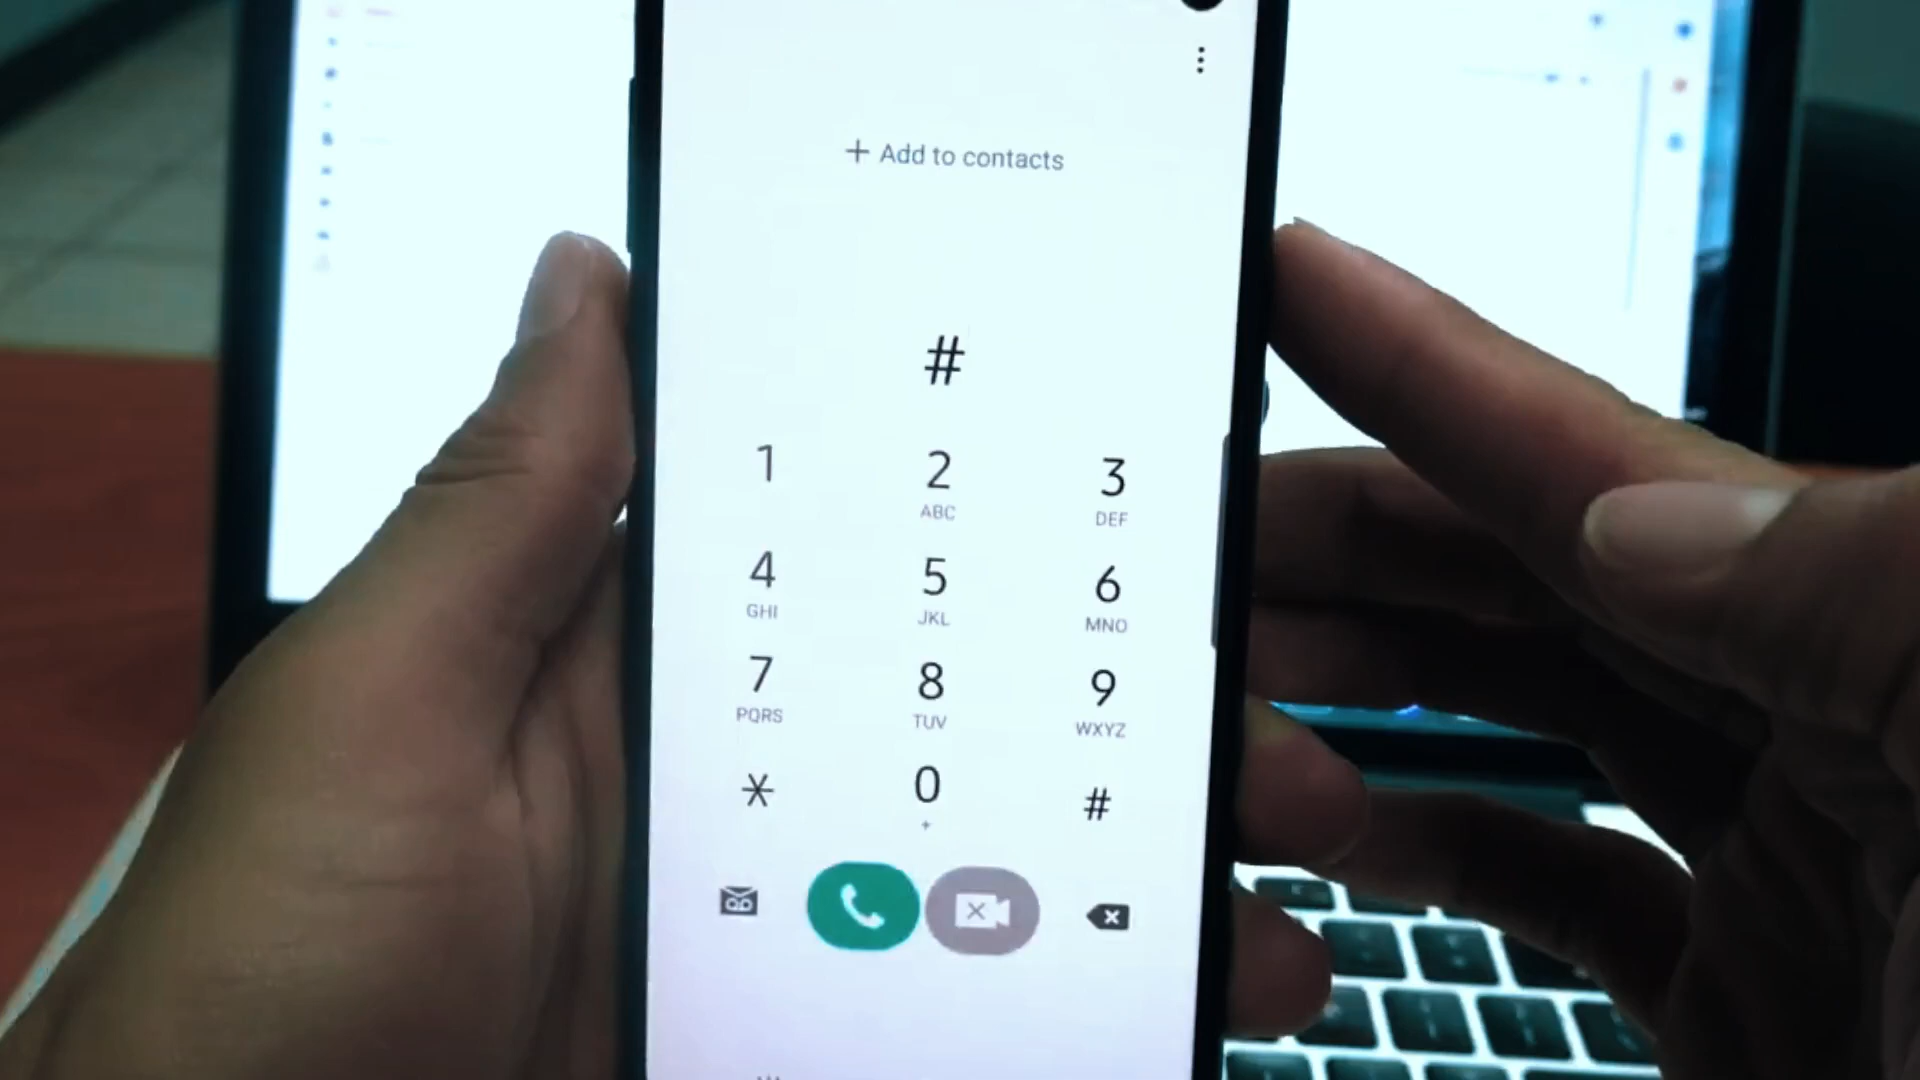 + Add to contacts
#
1 2 3
ABC DEF
4 5 6
GHI JKL MNO
7 8 9
PQRS TUV WXYZ
* 0 #
+